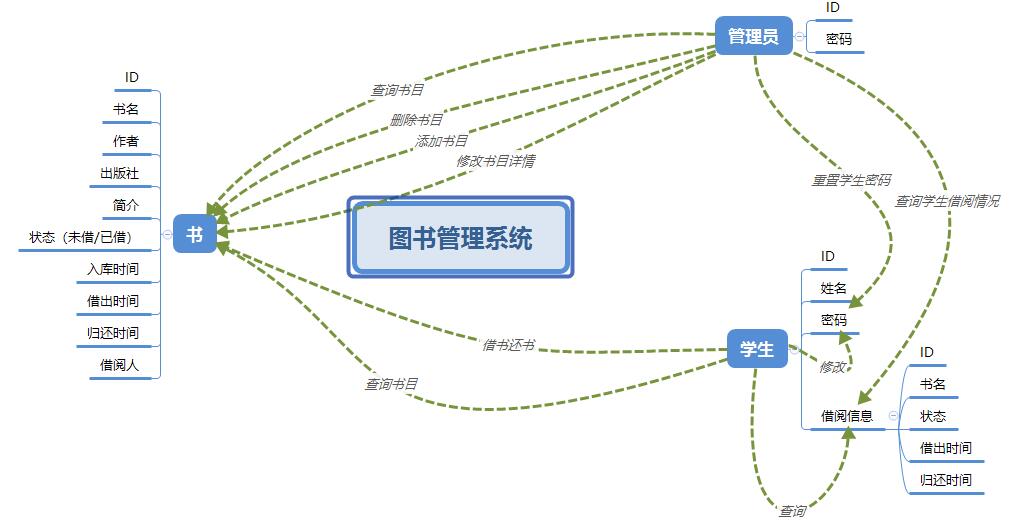 管理员
ID
密码
查询书目
删除书目
添加书目
修改书目详情
重置学生密码
查询学生借阅情况
ID
书名
作者
出版社
简介
状态（未借/已借）
入库时间
借出时间
归还时间
借阅人
书
图书管理系统
借书还书
查询书目
学生
ID
姓名
密码
修改
借阅信息
查询
ID
书名
状态
借出时间
归还时间